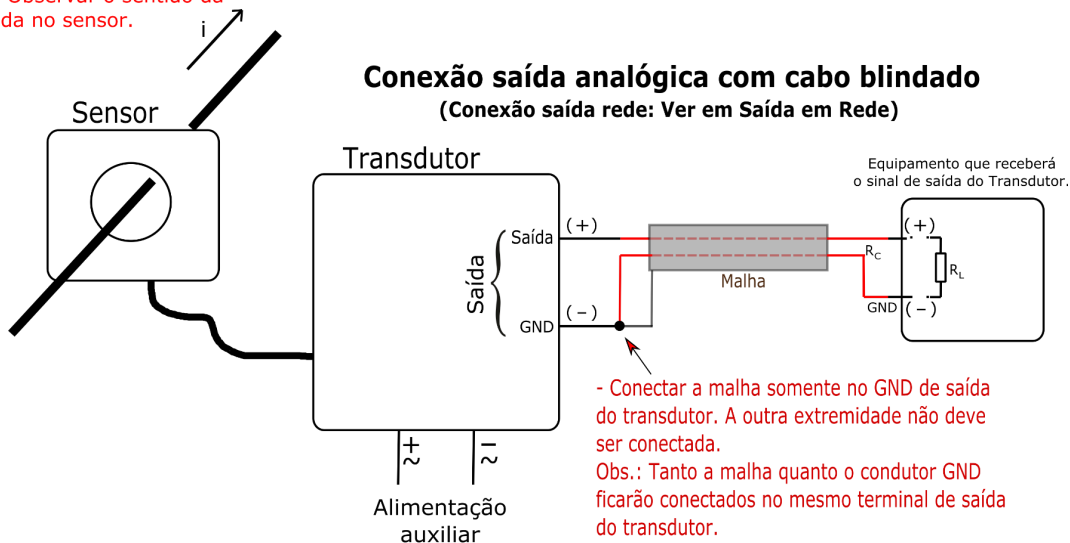 Observar o sentido da
da no sensor.
i
Conexão saída analógica com cabo blindado
(Conexão saída rede: Ver em Saída em Rede)
Sensor
Transdutor
Equipamento que receberá
o sinal de saída do Transdutor.
Saída
Saída
(+)
GND
(-)
RC
Malha
GND
(+)
RL
(-)
- Conectar a malha somente no GND de saída
do transdutor. A outra extremidade não deve
ser conectada.
Obs.: Tanto a malha quanto o condutor GND
ficarão conectados no mesmo terminal de saída
do transdutor.
+
~
-
~
Alimentação
auxiliar